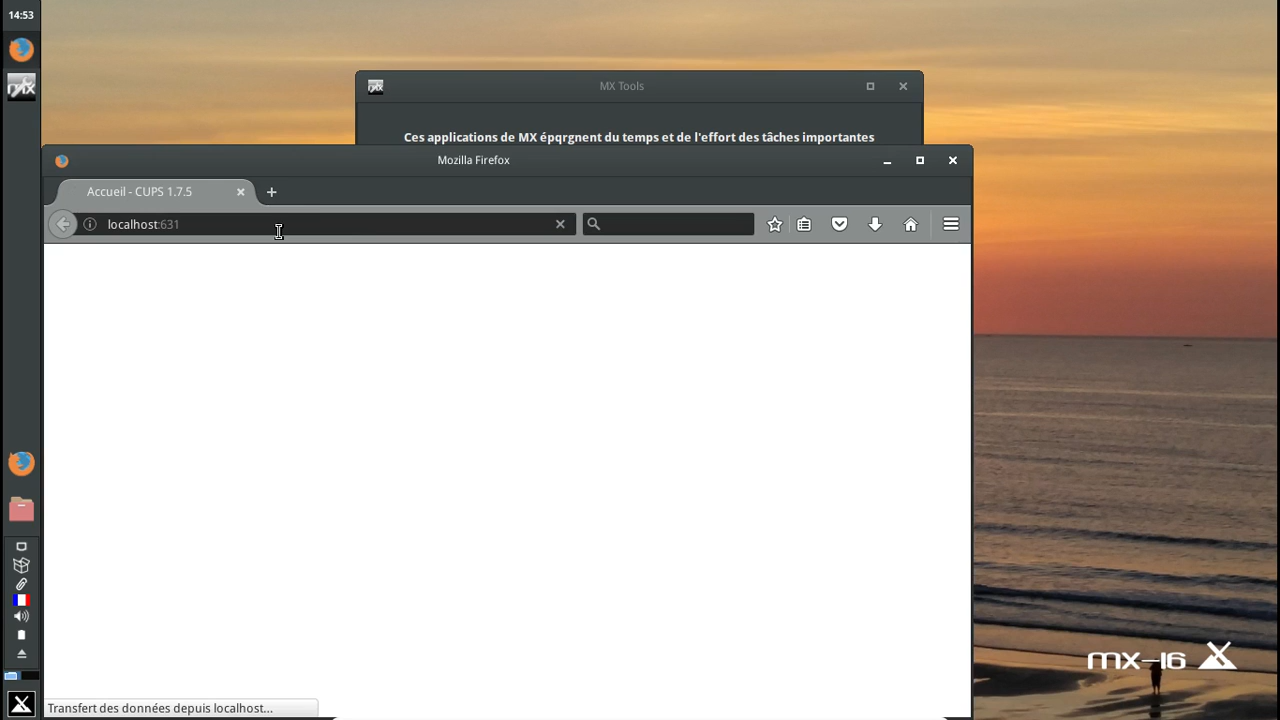 14:53
MX Tools
Ces applications de MX épqrgnent du temps et de l'effort des tâches importantes
Mozilla Firefox
Accueil - CUPS 1.7.5
localhost:631
Transfert des données depuis localhost...
mx-16